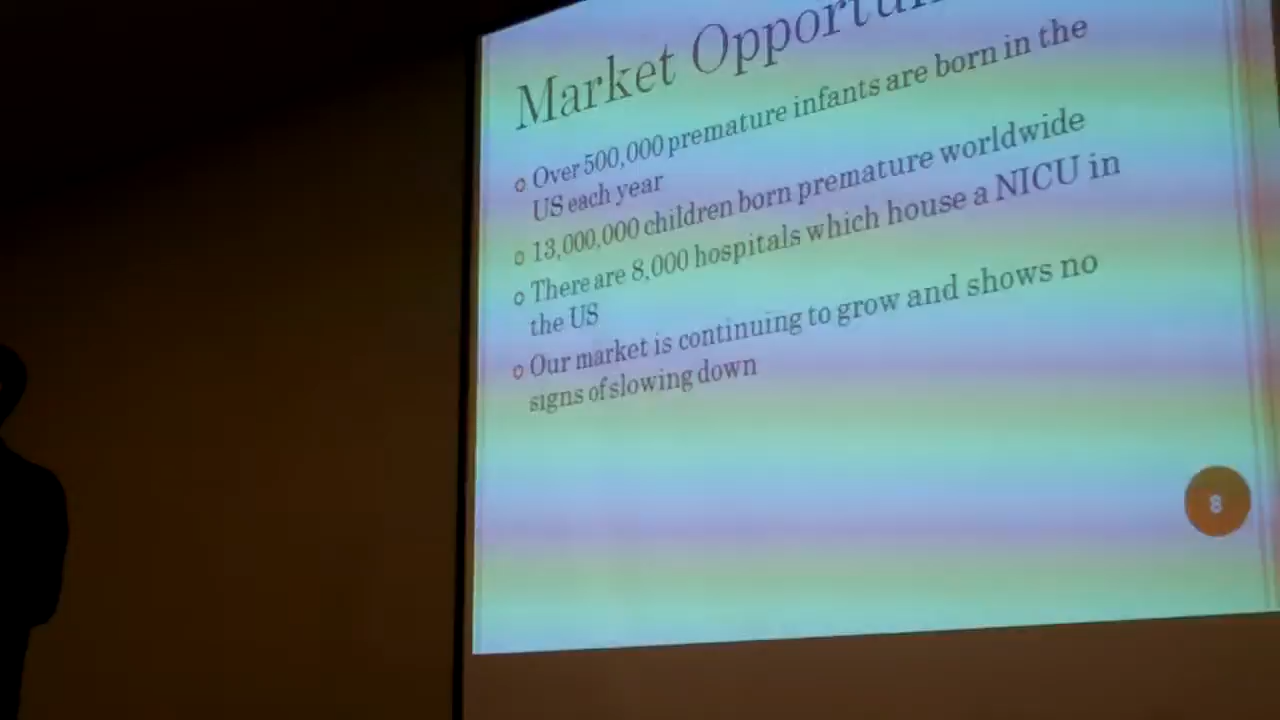 Market Opportun
Over 500,000 premature infants are born in the
US each year
13,000,000 children born premature worldwide
There are 8,000 hospitals which house a NICU in
the US
Our market is continuing to grow and shows no
signs of slowing down
8